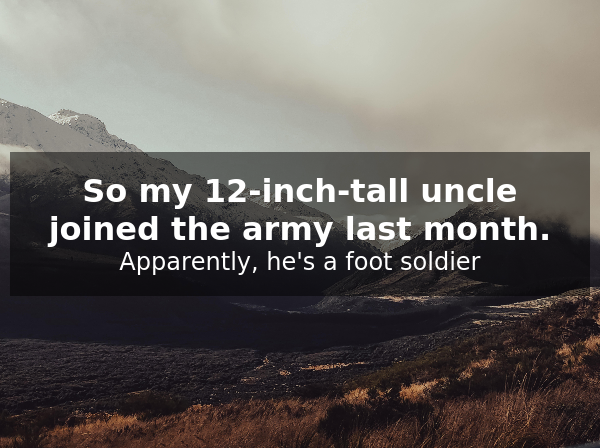 So my 12-inch-tall uncle
joined the army last month.
Apparently, he's a foot soldier